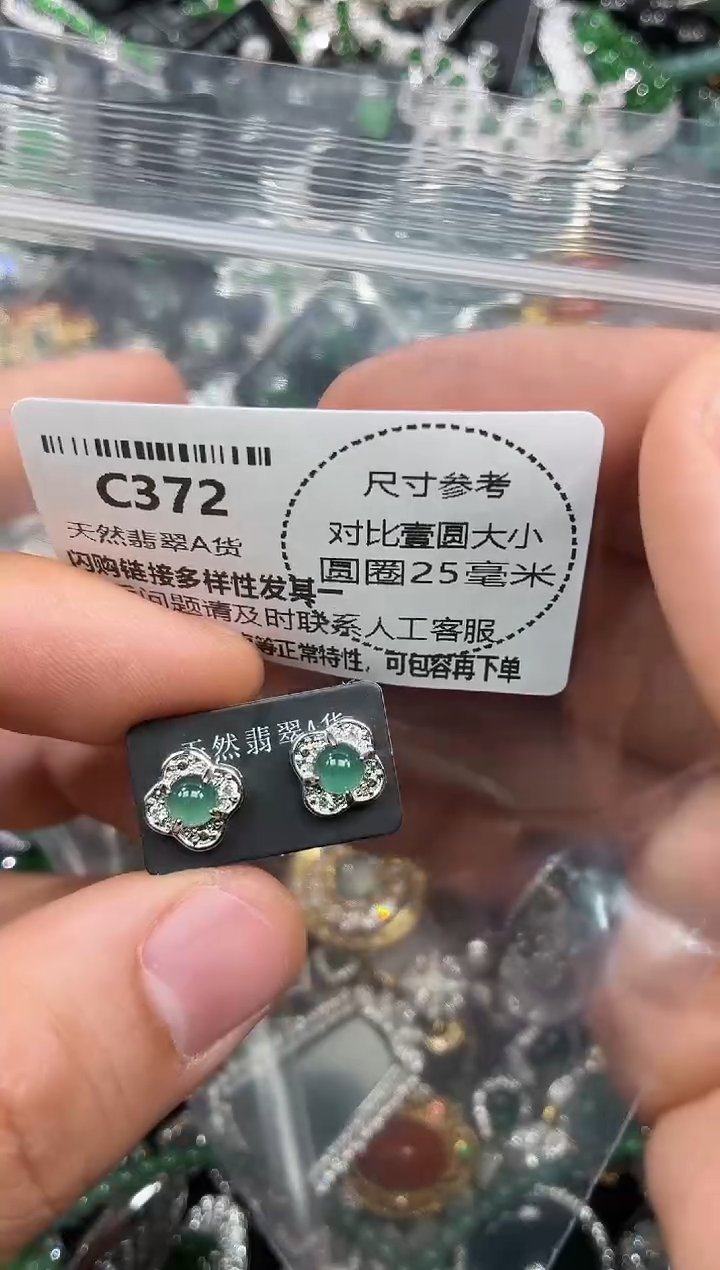 C372
天然翡翠A货
闪购链接多样性发其一
问题请及时联系人工客服
等正常特性，可包容再下单
尺寸参考
对比壹圆大小
圆圈25毫米
天然翡翠A货